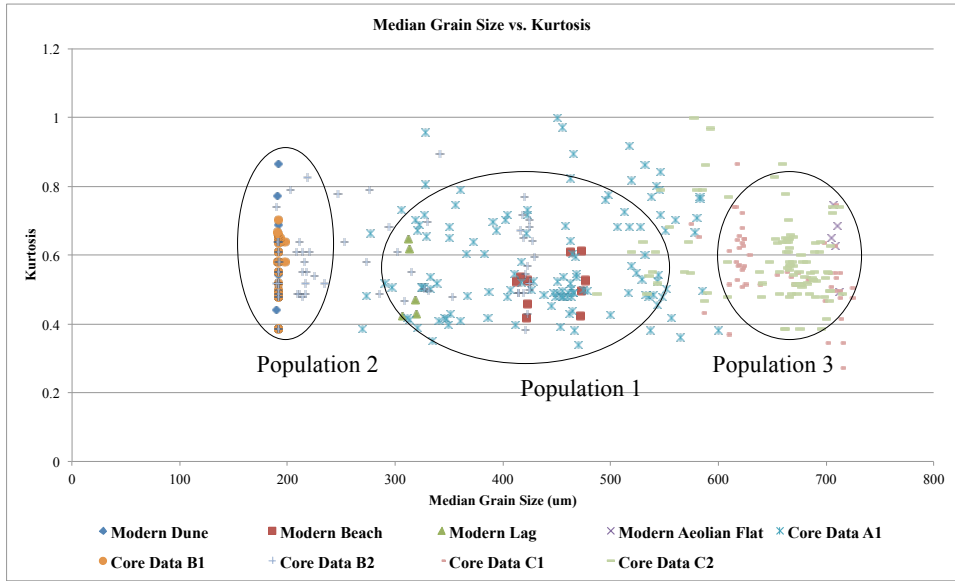 Median Grain Size vs. Kurtosis
1.2
1
0.8
0.6
0.4
0.2
0
Kurtosis
Population 2
Population 1
Population 3
0 100 200 300 400 500 600 700 800
Median Grain Size (um)
Modern Dune Modern Beach Modern Lag Modern Aeolian Flat Core Data A1
Core Data B1 Core Data B2 Core Data C1 Core Data C2